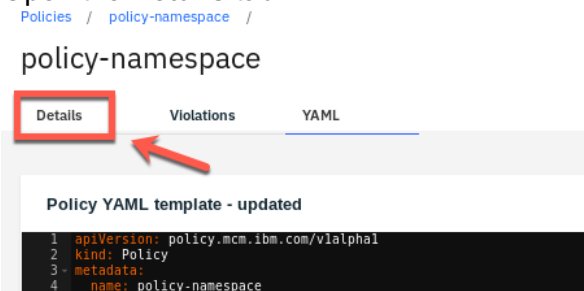 Policies / policy-namespace /
policy-namespace
Details Violations YAML
Policy YAML template - updated
1 apiVersion: policy.mcm.ibm.com/v1alpha1
2 kind: Policy
3 metadata:
4 name: policy-namespace